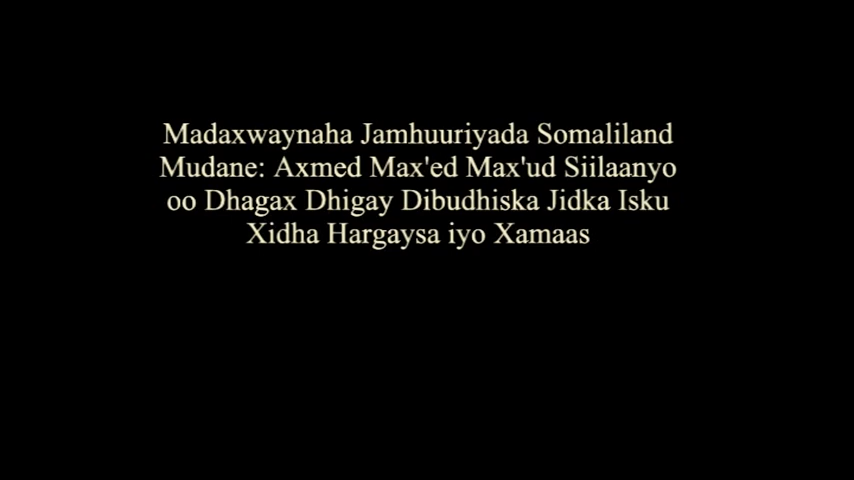 Madaxwaynaha Jamhuuriyada Somaliland
Mudane: Axmed Max'ed Max'ud Siilaanyo
oo Dhagax Dhigay Dibudhiska Jidka Isku
Xidha Hargaysa iyo Xamaas